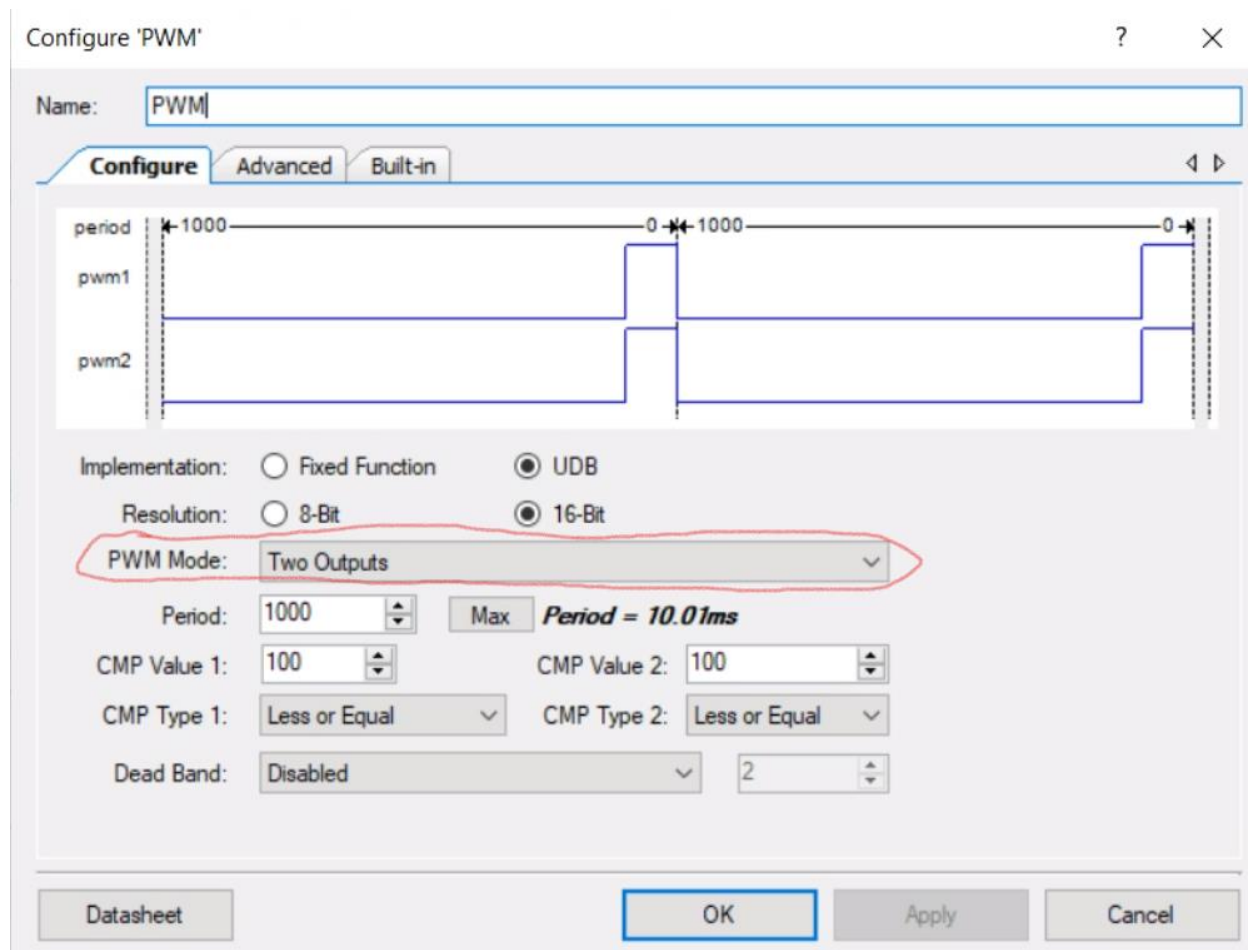 Configure 'PWM'
?
Name: PWM
Configure Advanced Built-in
period 1000 0 1000 0
pwm1
pwm2
Implementation: Fixed Function UDB
Resolution: 8-Bit 16-Bit
PWM Mode: Two Outputs
Period: 1000 Max Period = 10.01ms
CMP Value 1: 100 CMP Value 2: 100
CMP Type 1: Less or Equal CMP Type 2: Less or Equal
Dead Band: Disabled 2
Datasheet OK Apply Cancel